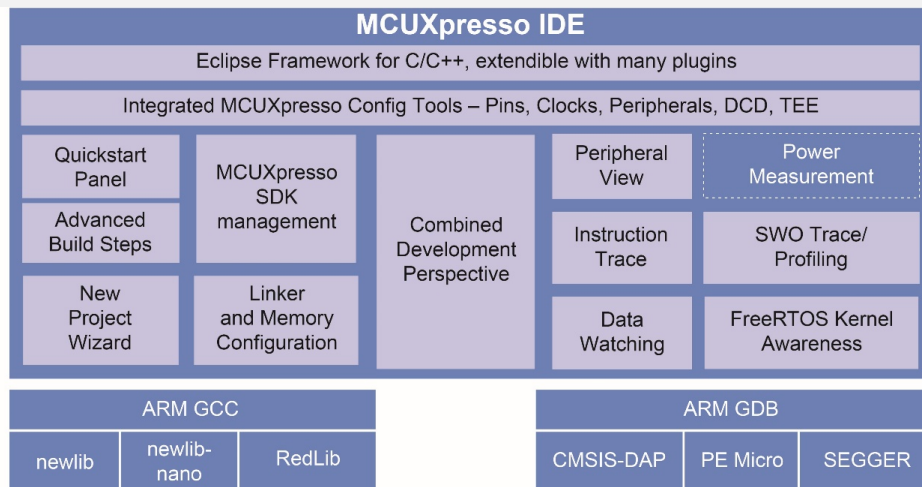 MCUXpresso IDE
Eclipse Framework for C/C++, extendible with many plugins
Integrated MCUXpresso Config Tools – Pins, Clocks, Peripherals, DCD, TEE
Quickstart
Panel
Advanced
Build Steps
New
Project
Wizard
MCUXpresso
SDK
management
Linker
and Memory
Configuration
Combined
Development
Perspective
Peripheral
View
Instruction
Trace
Data
Watching
Power
Measurement
SWO Trace/
Profiling
FreeRTOS Kernel
Awareness
ARM GCC
newlib
newlib-
nano
RedLib
ARM GDB
CMSIS-DAP
PE Micro
SEGGER